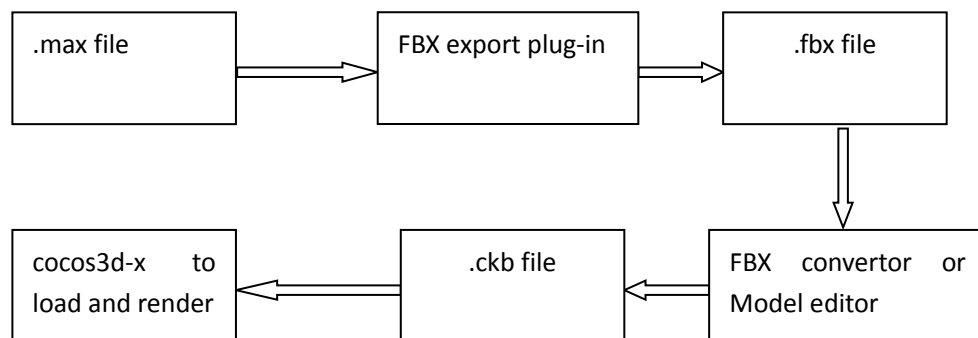 .max file
FBX export plug-in
.fbx file
cocos3d-x to
load and render
.ckb file
FBX convertor or
Model editor